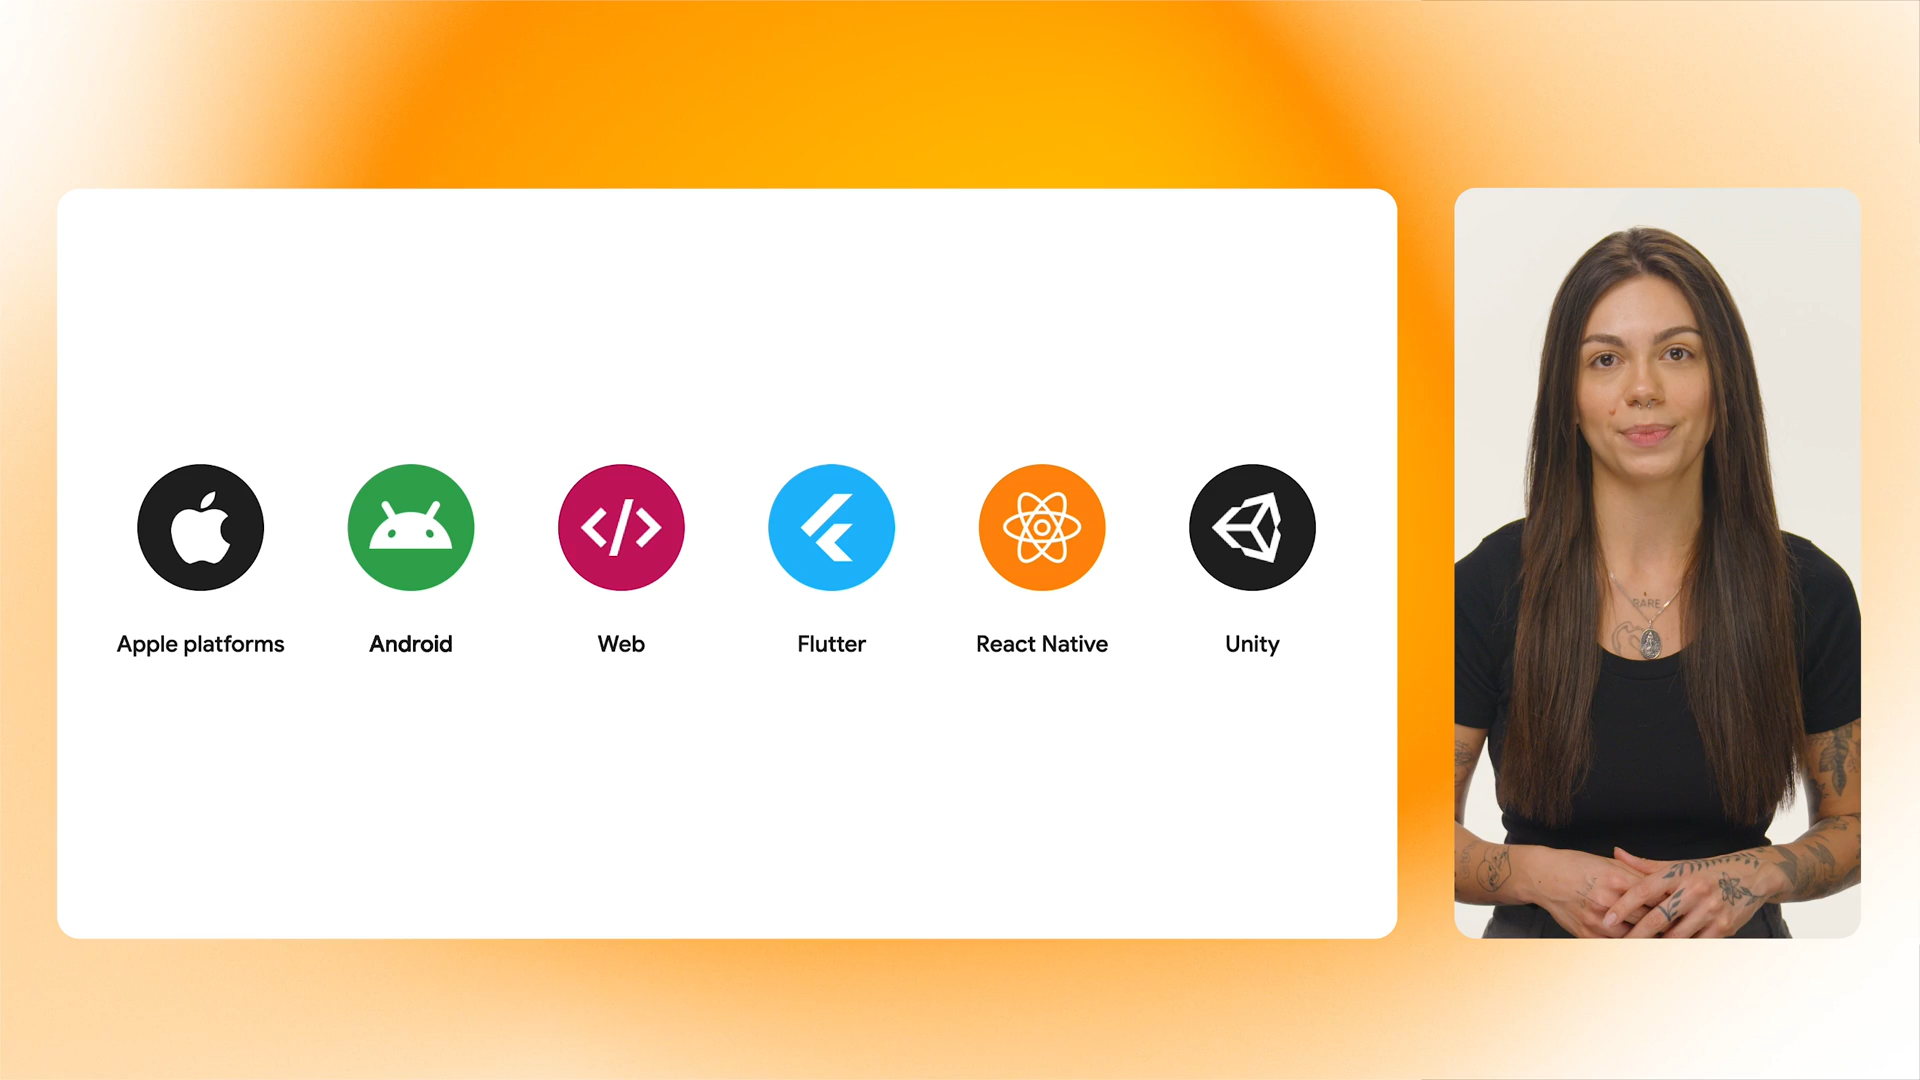 Apple platforms
Android
Web
Flutter
React Native
Unity
RARE